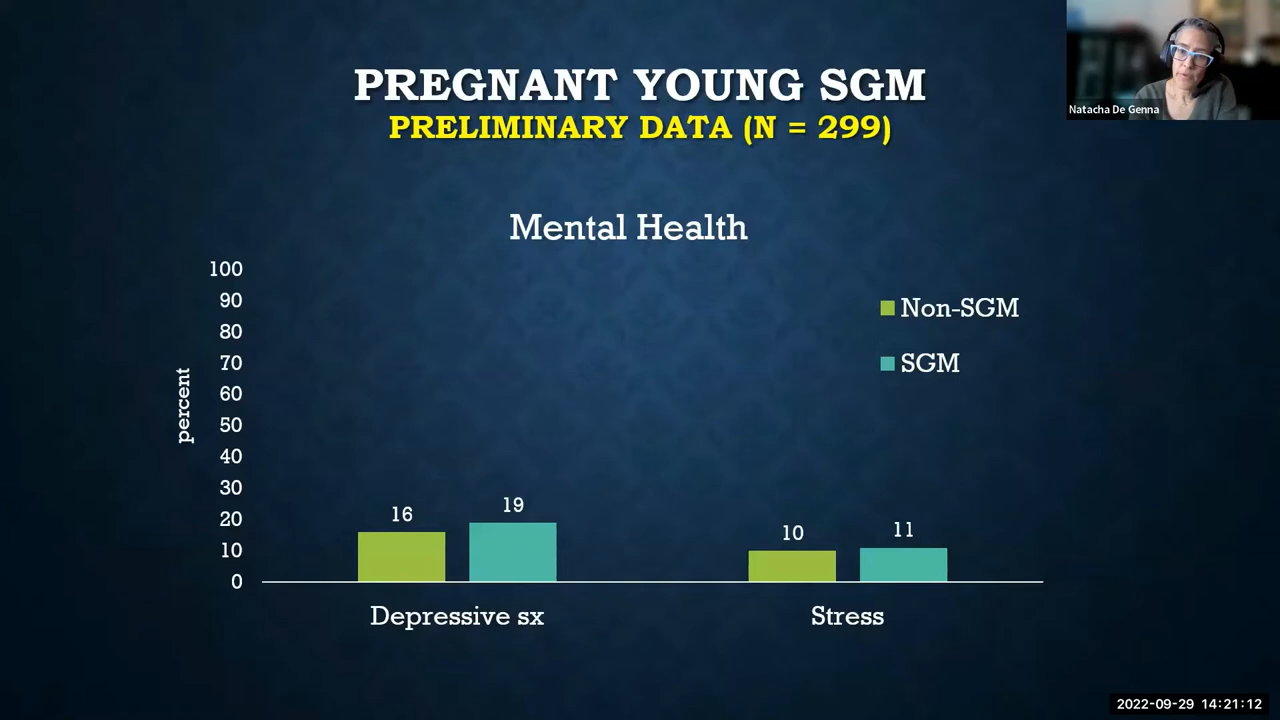 PREGNANT YOUNG SGM
PRELIMINARY DATA (N = 299)
Natacha De Genna
Mental Health
100
90
80
70
60
50
40
30
20
10
0
percent
Non-SGM
SGM
16
19
10
11
Depressive sx
Stress
2022-09-29 14:21:12